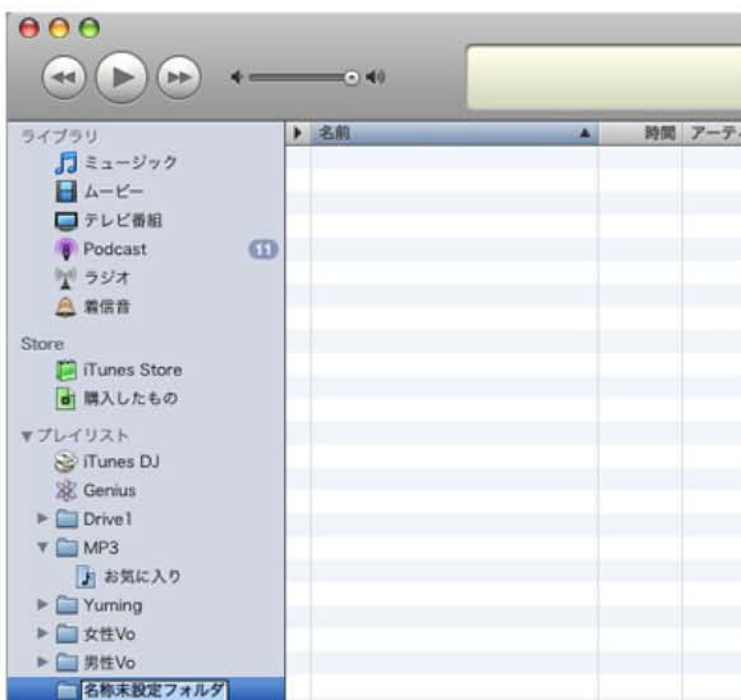 名前
時間 アーテ
ライブラリ
ミュージック
ムービー
テレビ番組
Podcast 11
ラジオ
着信音
Store
iTunes Store
購入したもの
プレイリスト
iTunes DJ
Genius
Drive1
MP3
お気に入り
Yuming
女性Vo
男性Vo
名称未設定フォルダ